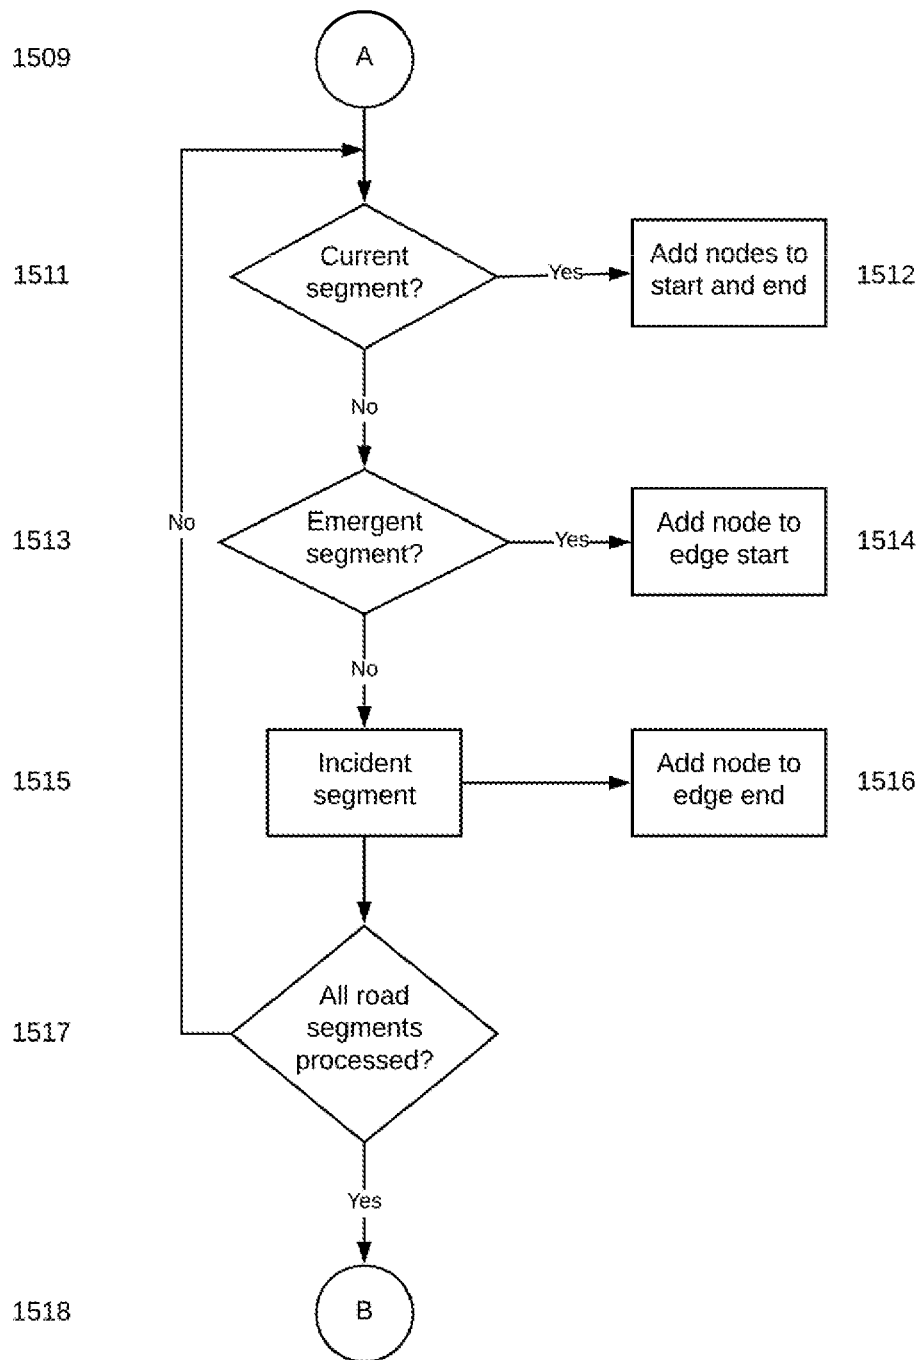 1509
A
Current
segment?
1511
Yes
Add nodes to
start and end
1512
No
Emergent
segment?
No
1513
Yes
Add node to
edge start
1514
No
Incident
segment
1515
Add node to
edge end
1516
All road
segments
processed?
1517
Yes
B
1518